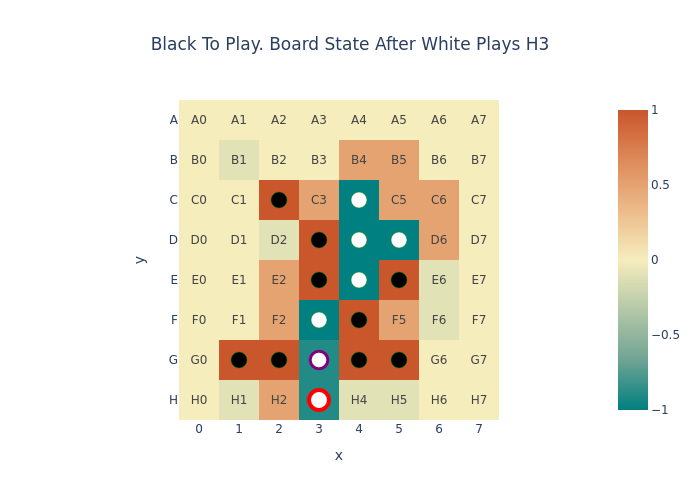 Black To Play. Board State After White Plays H3
A A0 A1 A2 A3 A4 A5 A6 A7
B B0 B1 B2 B3 B4 B5 B6 B7
C C0 C1 C3 C5 C6 C7
D D0 D1 D2 D6 D7
E E0 E1 E2 E6 E7
F F0 F1 F2 F5 F6 F7
G G0 G6 G7
H H0 H1 H2 H4 H5 H6 H7
0 1 2 3 4 5 6 7
x
y
1
0.5
0
−0.5
−1